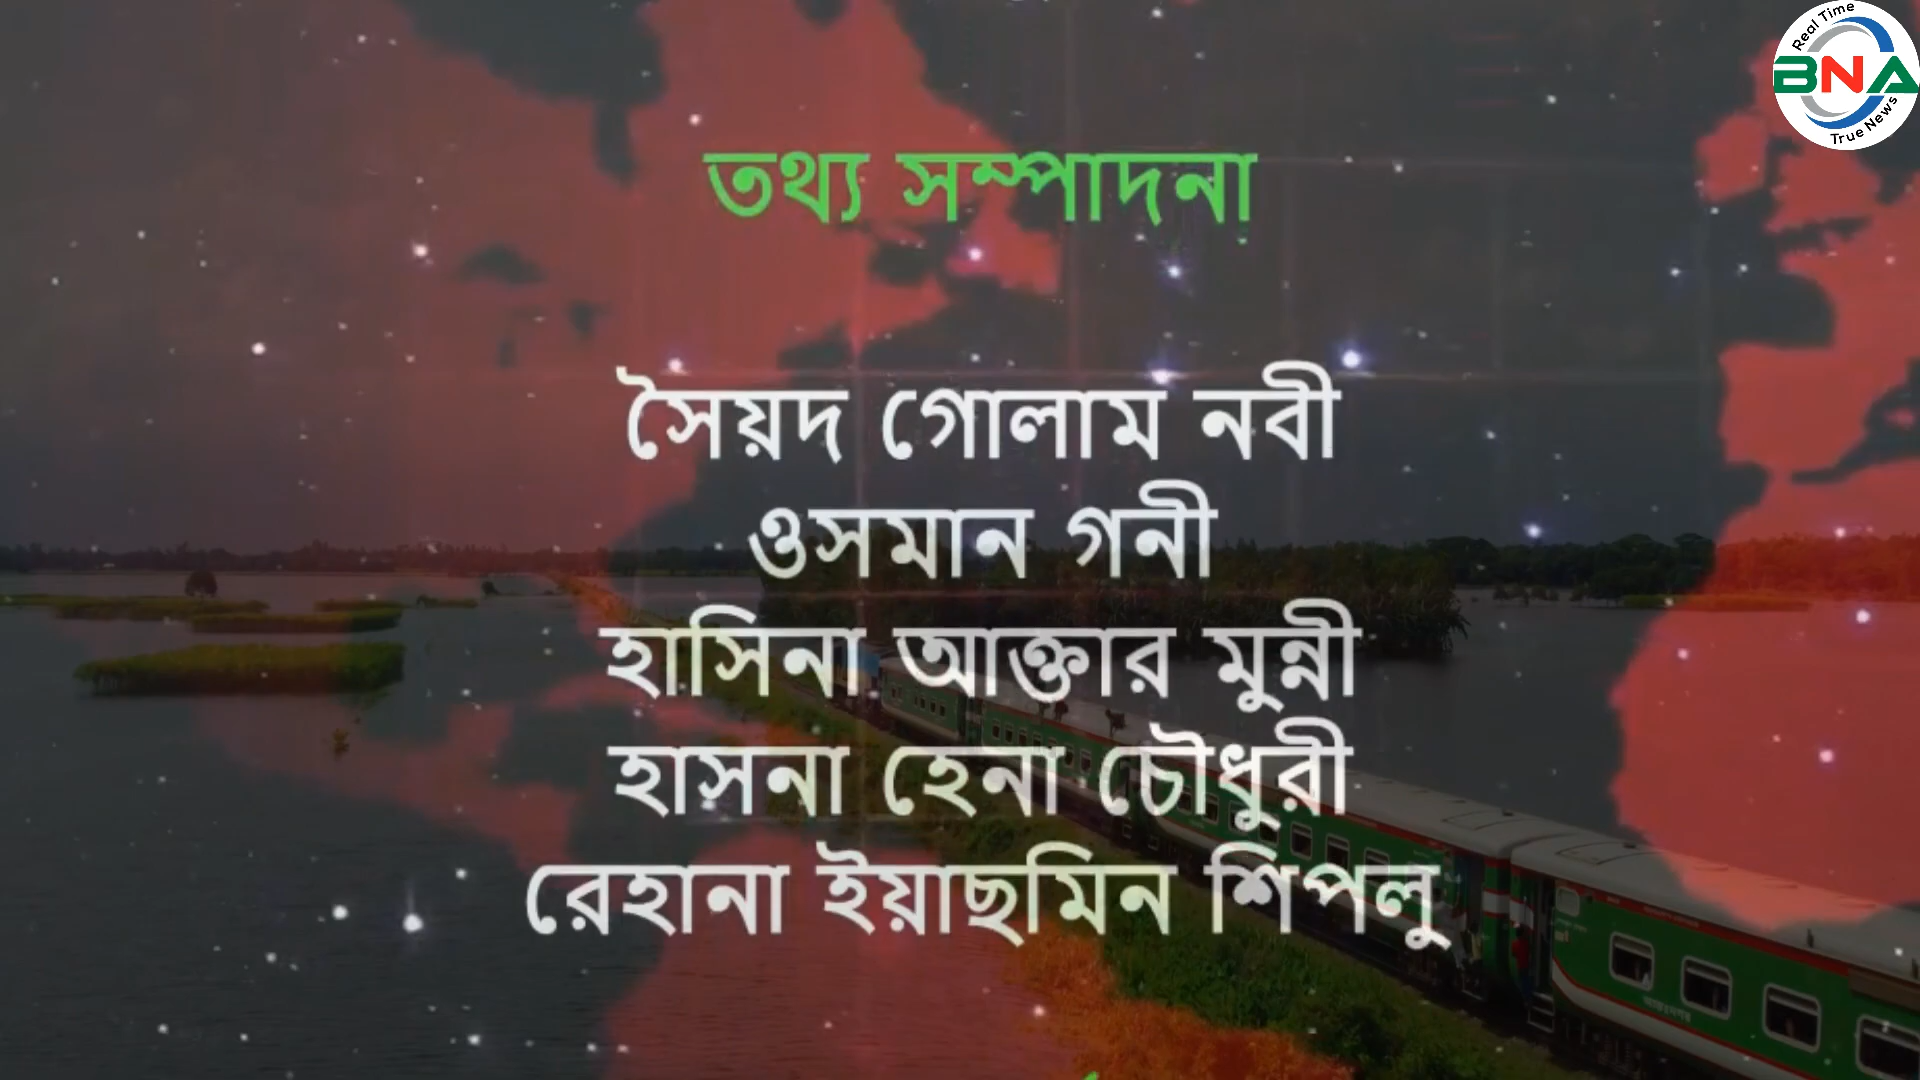 Real Time
BNA
True News
তথ্য সম্পাদনা
সৈয়দ গোলাম নবী
ওসমান গনী
হাসিনা আক্তার মুন্নী
হাসনা হেনা চৌধুরী
রেহানা ইয়াছমিন শিপলু